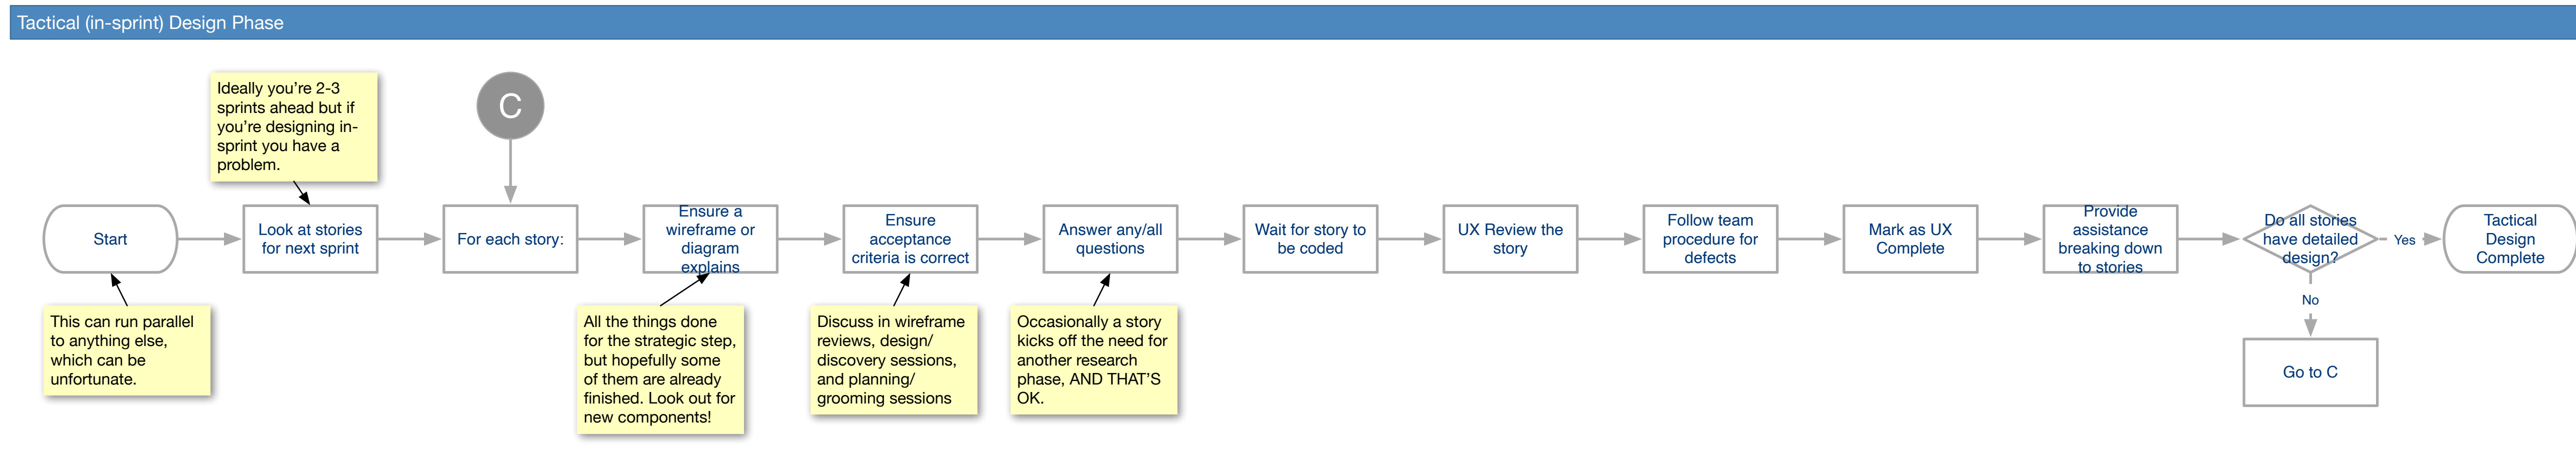 Tactical (in-sprint) Design Phase
Ideally you're 2-3
sprints ahead but if
you're designing in-
sprint you have a
problem.
C
Start
Look at stories
for next sprint
For each story:
Ensure a
wireframe or
diagram
explains
Ensure
acceptance
criteria is correct
Answer any/all
questions
Wait for story to
be coded
UX Review the
story
Follow team
procedure for
defects
Mark as UX
Complete
Provide
assistance
breaking down
to stories
Do all stories
have detailed
design?
Yes
Tactical
Design
Complete
No
Go to C
This can run parallel
to anything else,
which can be
unfortunate.
All the things done
for the strategic step,
but hopefully some
of them are already
finished. Look out for
new components!
Discuss in wireframe
reviews, design/
discovery sessions,
and planning/
grooming sessions
Occasionally a story
kicks off the need for
another research
phase, AND THAT'S
OK.